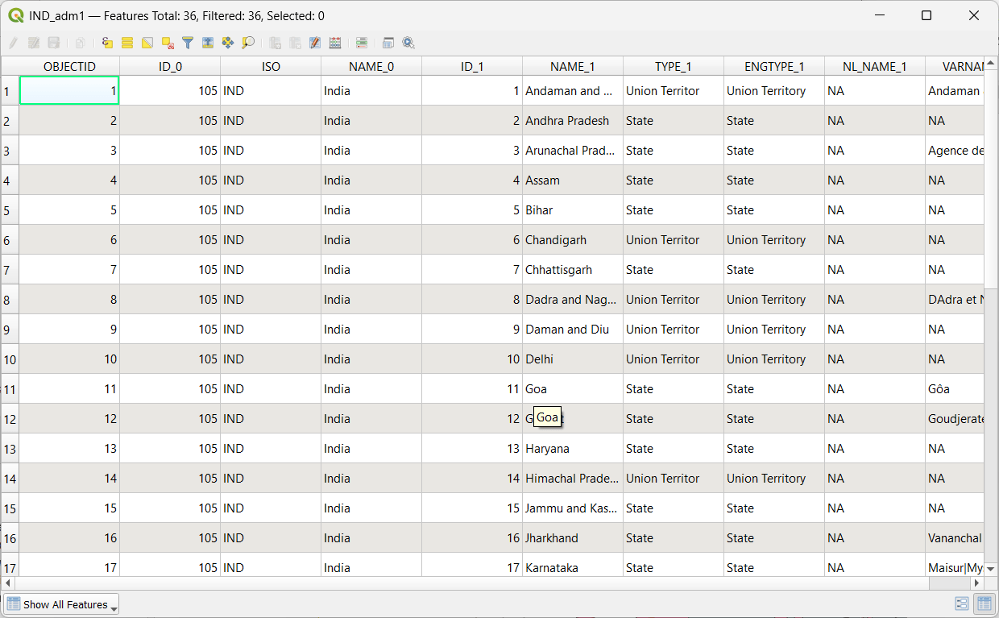 IND_adm1 — Features Total: 36, Filtered: 36, Selected: 0
OBJECTID ID_0 ISO NAME_0 ID_1 NAME_1 TYPE_1 ENGTYPE_1 NL_NAME_1 VARNA
1 1 105 IND India 1 Andaman and ... Union Territor Union Territory NA Andaman
2 2 105 IND India 2 Andhra Pradesh State State NA NA
3 3 105 IND India 3 Arunachal Prad... State State NA Agence de
4 4 105 IND India 4 Assam State State NA NA
5 5 105 IND India 5 Bihar State State NA NA
6 6 105 IND India 6 Chandigarh Union Territor Union Territory NA NA
7 7 105 IND India 7 Chhattisgarh State State NA NA
8 8 105 IND India 8 Dadra and Nag... Union Territor Union Territory NA DAdra et N
9 9 105 IND India 9 Daman and Diu Union Territor Union Territory NA NA
10 10 105 IND India 10 Delhi Union Territor Union Territory NA NA
11 11 105 IND India 11 Goa State State NA Gôa
12 12 105 IND India 12 G State State NA Goudjerate
Goa
13 13 105 IND India 13 Haryana State State NA NA
14 14 105 IND India 14 Himachal Prade... Union Territor Union Territory NA NA
15 15 105 IND India 15 Jammu and Kas... State State NA NA
16 16 105 IND India 16 Jharkhand State State NA Vananchal
17 17 105 IND India 17 Karnataka State State NA Maisur|My
Show All Features